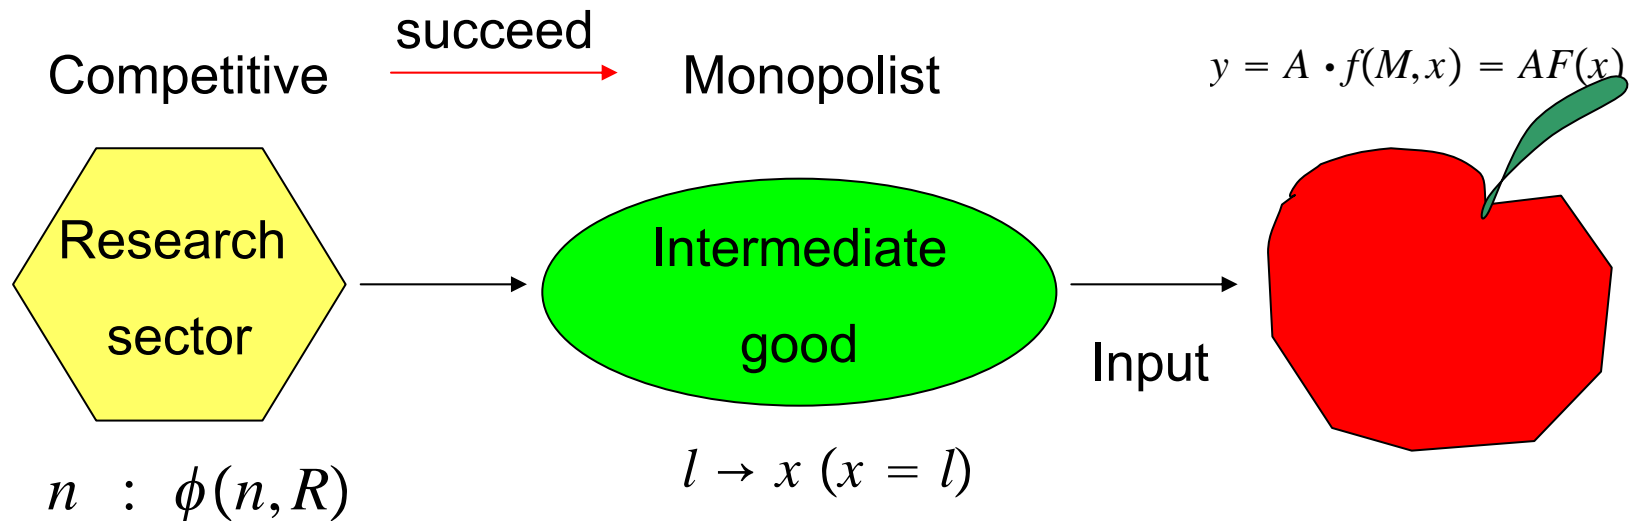 Competitive
succeed
Monopolist
y = A • f(M, x) = AF(x)
Research
sector
Intermediate
good
Input
n : ϕ(n, R)
l → x (x = l)